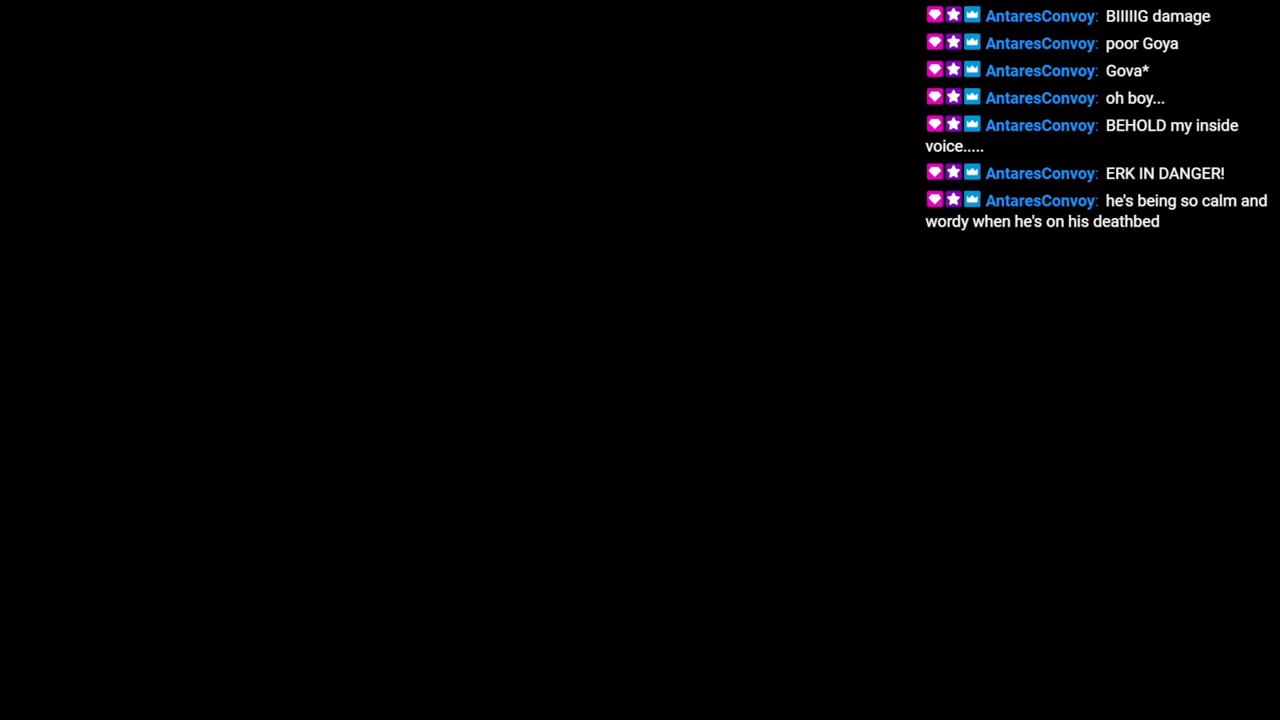 AntaresConvoy: BIIIIIG damage
AntaresConvoy: poor Goya
AntaresConvoy: Gova*
AntaresConvoy: oh boy...
AntaresConvoy: BEHOLD my inside
voice.....
AntaresConvoy: ERK IN DANGER!
AntaresConvoy: he's being so calm and
wordy when he's on his deathbed